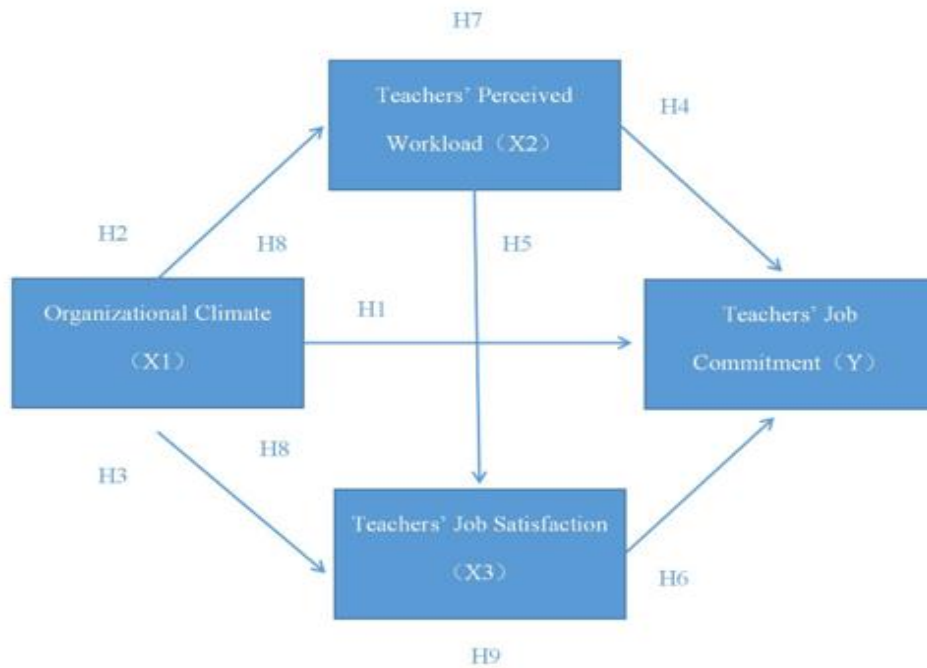 H7
Teachers’ Perceived
Workload（X2）
H4
H2
H8
H5
Organizational Climate
（X1）
H1
Teachers’ Job
Commitment（Y）
H8
H3
Teachers’ Job Satisfaction
（X3）
H6
H9